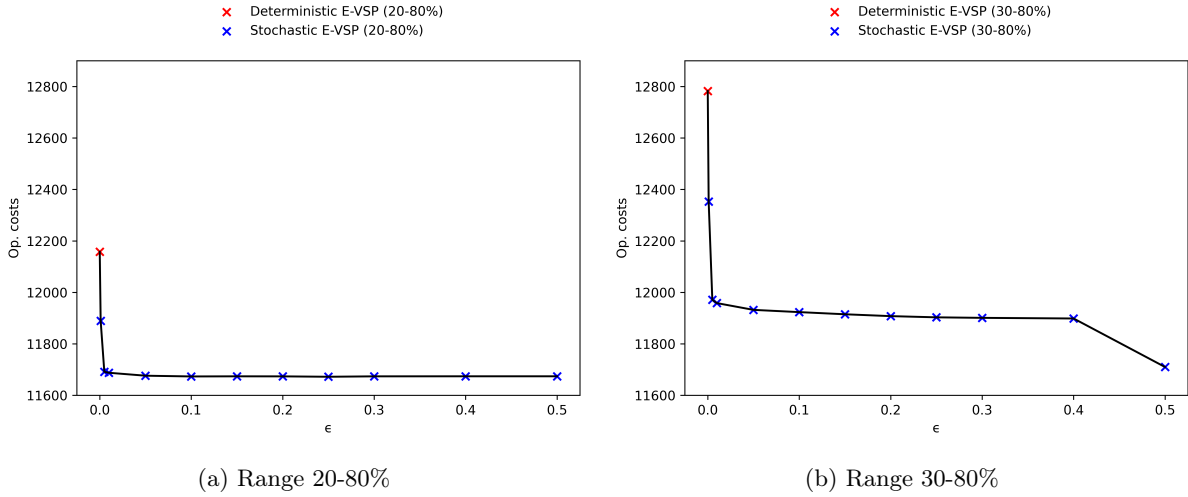 Deterministic E-VSP (20-80%)
Stochastic E-VSP (20-80%)
12800
12600
12400
12200
12000
11800
11600
Op. costs
0.0 0.1 0.2 0.3 0.4 0.5
ϵ
(a) Range 20-80%
Deterministic E-VSP (30-80%)
Stochastic E-VSP (30-80%)
12800
12600
12400
12200
12000
11800
11600
Op. costs
0.0 0.1 0.2 0.3 0.4 0.5
ϵ
(b) Range 30-80%